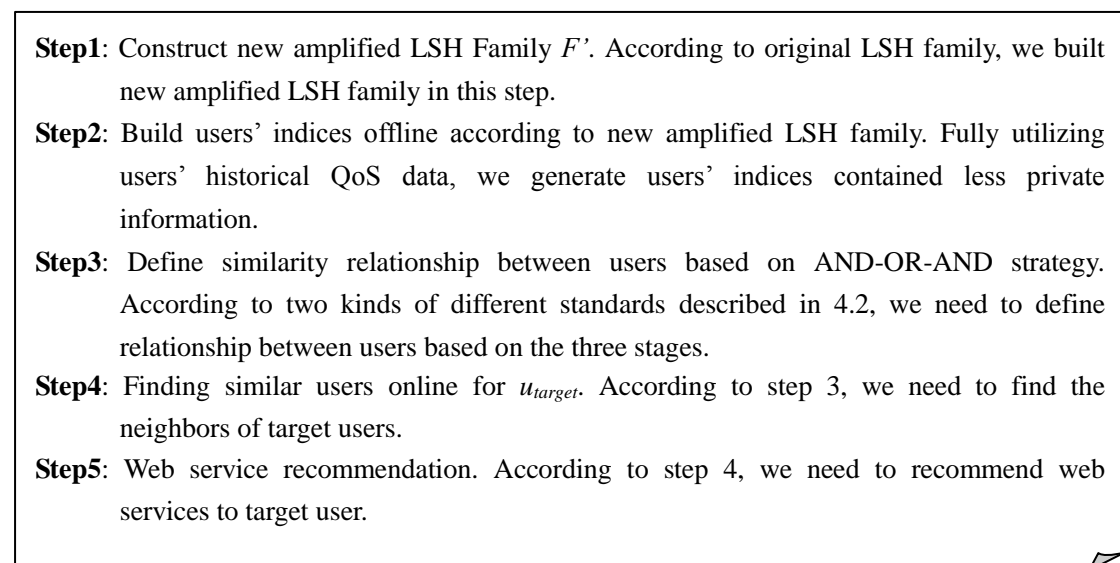 Step1: Construct new amplified LSH Family F’. According to original LSH family, we built
new amplified LSH family in this step.
Step2: Build users’ indices offline according to new amplified LSH family. Fully utilizing
users’ historical QoS data, we generate users’ indices contained less private
information.
Step3: Define similarity relationship between users based on AND-OR-AND strategy.
According to two kinds of different standards described in 4.2, we need to define
relationship between users based on the three stages.
Step4: Finding similar users online for utarget. According to step 3, we need to find the
neighbors of target users.
Step5: Web service recommendation. According to step 4, we need to recommend web
services to target user.